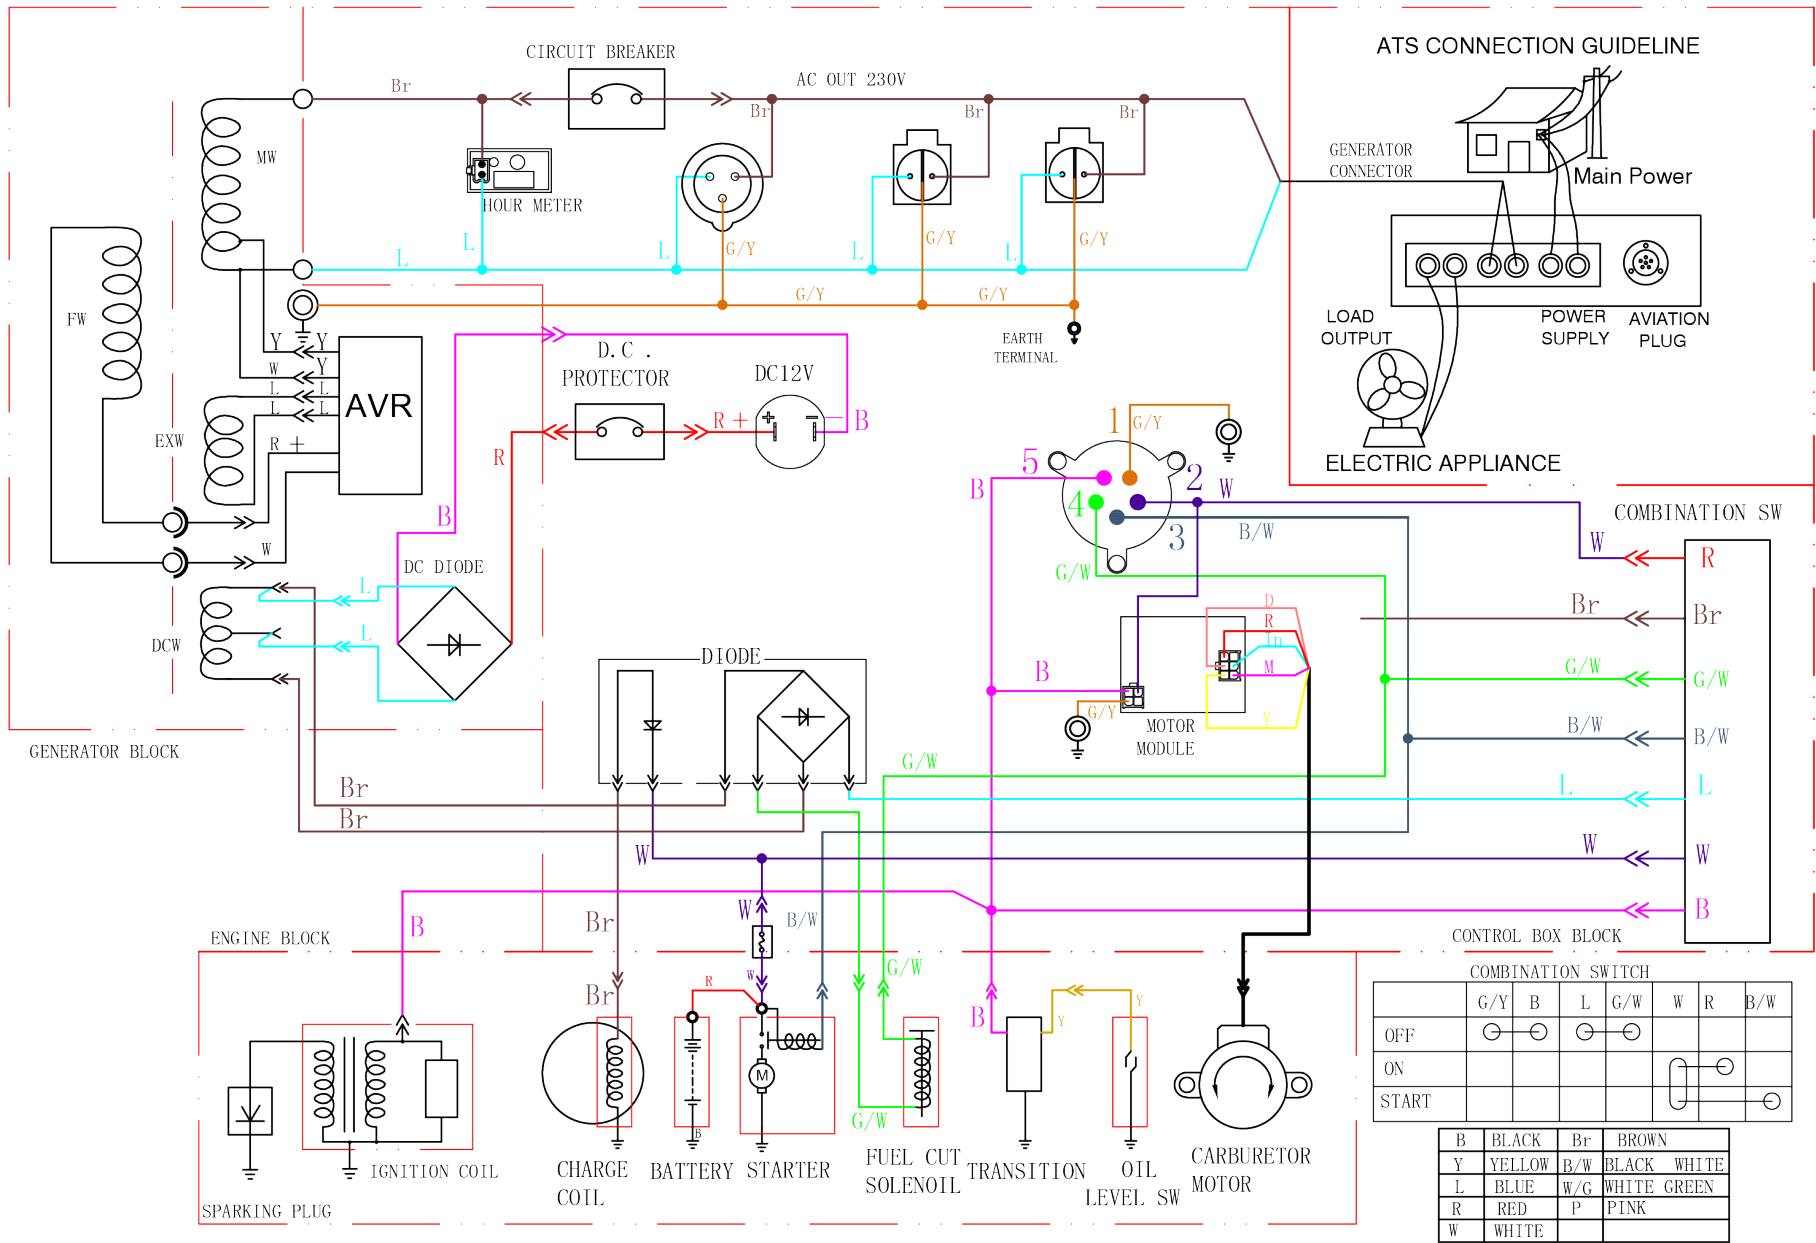 ATS CONNECTION GUIDELINE
CIRCUIT BREAKER
AC OUT 230V
Br
Br
Br
Br
MW
GENERATOR
CONNECTOR
Main Power
HOUR METER
L
L
L
L
L
G/Y
G/Y
G/Y
G/Y
G/Y
FW
EARTH
TERMINAL
LOAD
OUTPUT
POWER
SUPPLY
AVIATION
PLUG
Y Y
W Y
L L
L L
R +
AVR
EXW
W
D.C .
PROTECTOR
DC12V
R +
+ −
B
R
B
ELECTRIC APPLIANCE
1
G/Y
5
2
W
4
3
B
B/W
G/W
COMBINATION SW
W
R
Br
Br
G/W
G/W
B/W
B/W
L
L
W
W
B
DC DIODE
L
L
DCW
DIODE
B
D
R
In
M
Y
G/Y
MOTOR
MODULE
GENERATOR BLOCK
G/W
Br
Br
W
ENGINE BLOCK
B
Br
W
B/W
CONTROL BOX BLOCK
G/W
Br
R
W
B
Y
Y
M
B
G/W
IGNITION COIL
SPARKING PLUG
CHARGE
COIL
BATTERY
STARTER
FUEL CUT
SOLENOIL
TRANSITION
OIL
LEVEL SW
CARBURETOR
MOTOR
COMBINATION SWITCH
G/Y B L G/W W R B/W
OFF
ON
START
B BLACK Br BROWN
Y YELLOW B/W BLACK WHITE
L BLUE W/G WHITE GREEN
R RED P PINK
W WHITE